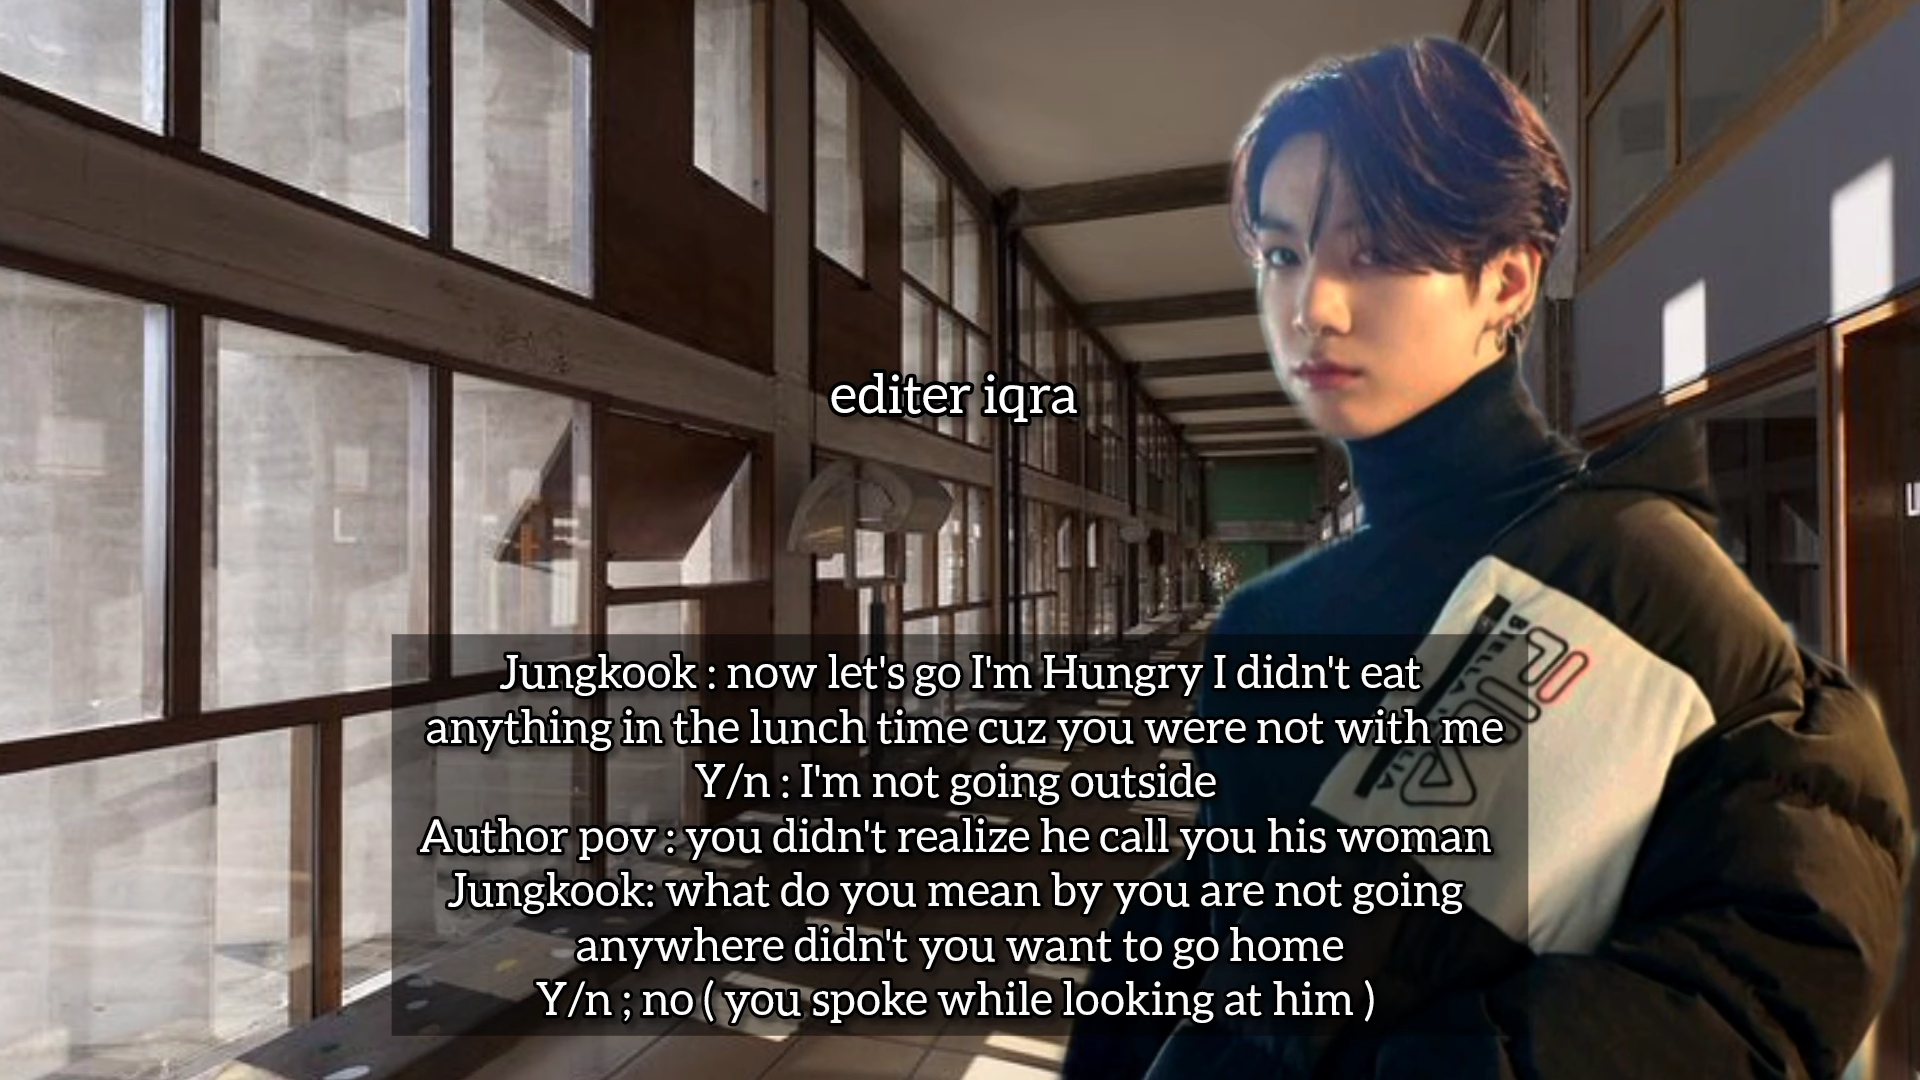 editer iqra
Jungkook : now let's go I'm Hungry I didn't eat
anything in the lunch time cuz you were not with me
Y/n : I'm not going outside
Author pov : you didn't realize he call you his woman
Jungkook: what do you mean by you are not going
anywhere didn't you want to go home
Y/n ; no ( you spoke while looking at him )
FILA
BIELLA ITALIA